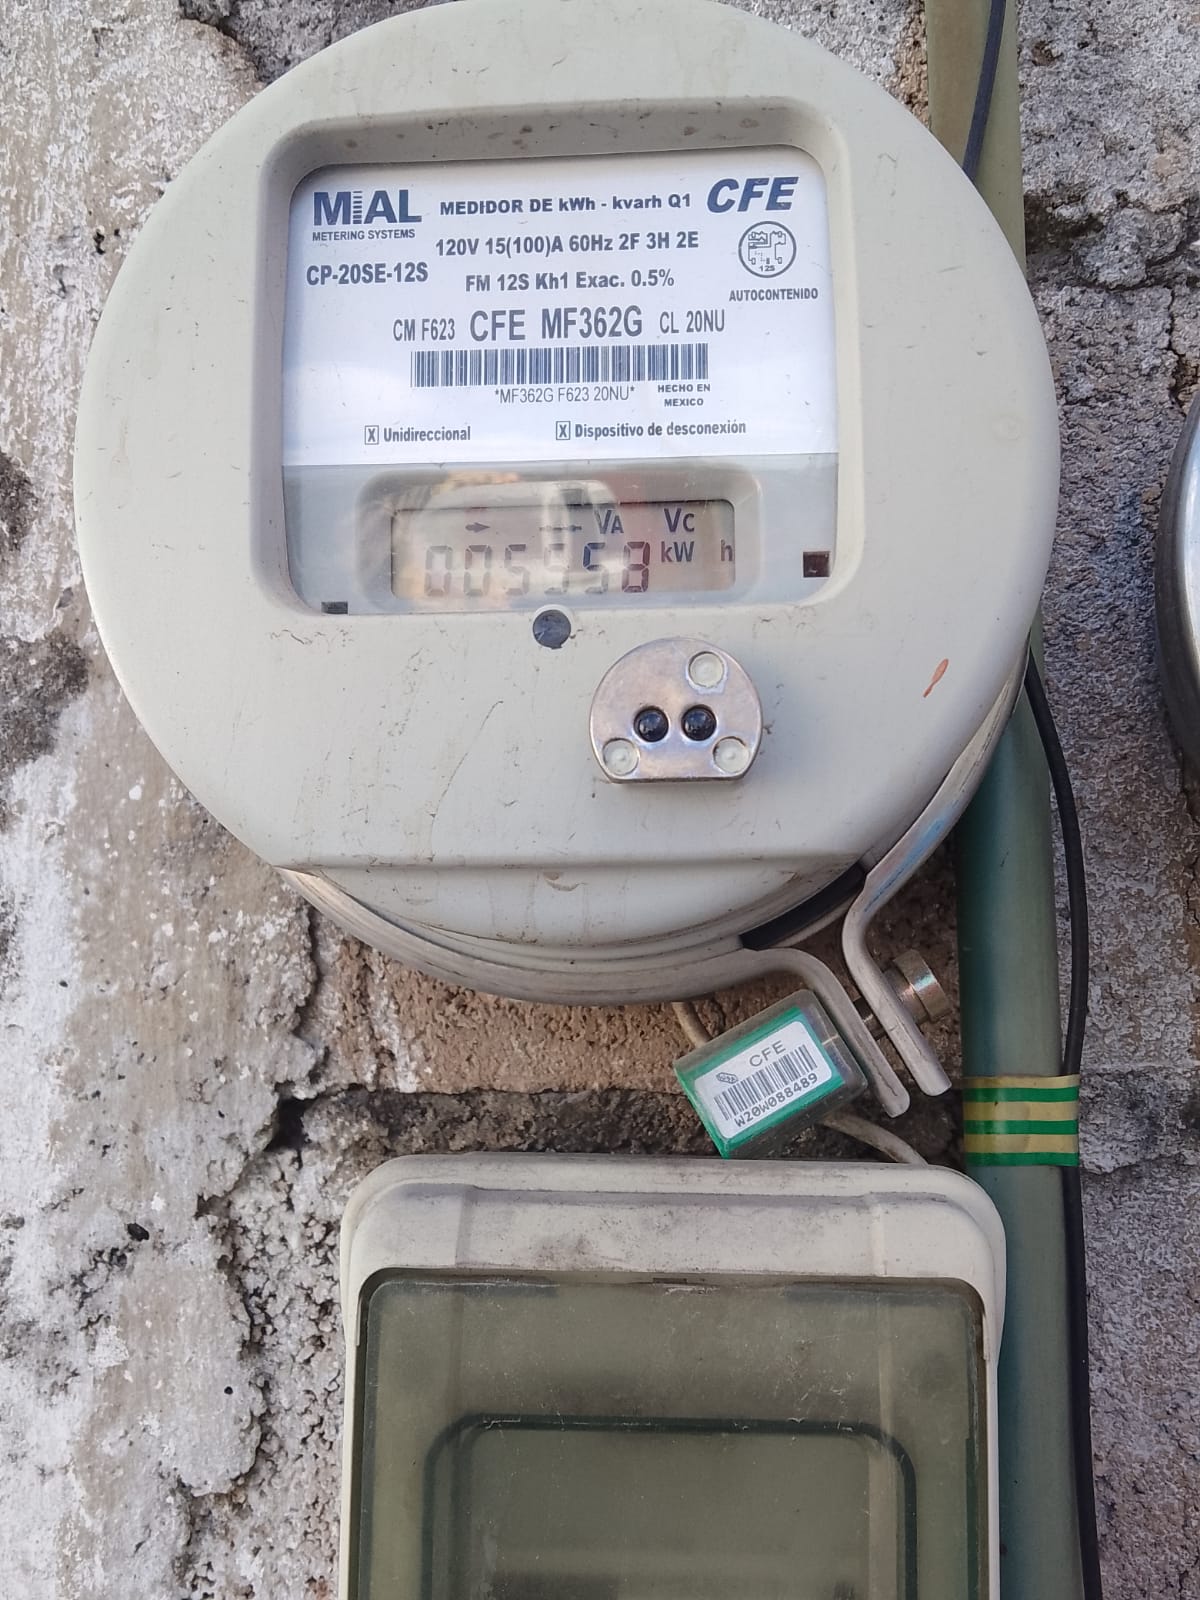 MIAL
METERING SYSTEMS
MEDIDOR DE kWh - kvarh Q1
CFE
120V 15(100)A 60Hz 2F 3H 2E
CP-20SE-12S
FM 12S Kh1 Exac. 0.5%
12S
AUTOCONTENIDO
CM F623 CFE MF362G CL 20NU
*MF362G F623 20NU*
HECHO EN
MEXICO
X Unidireccional
X Dispositivo de desconexión
VA VC
005558 kW h
CFE
W20W088489